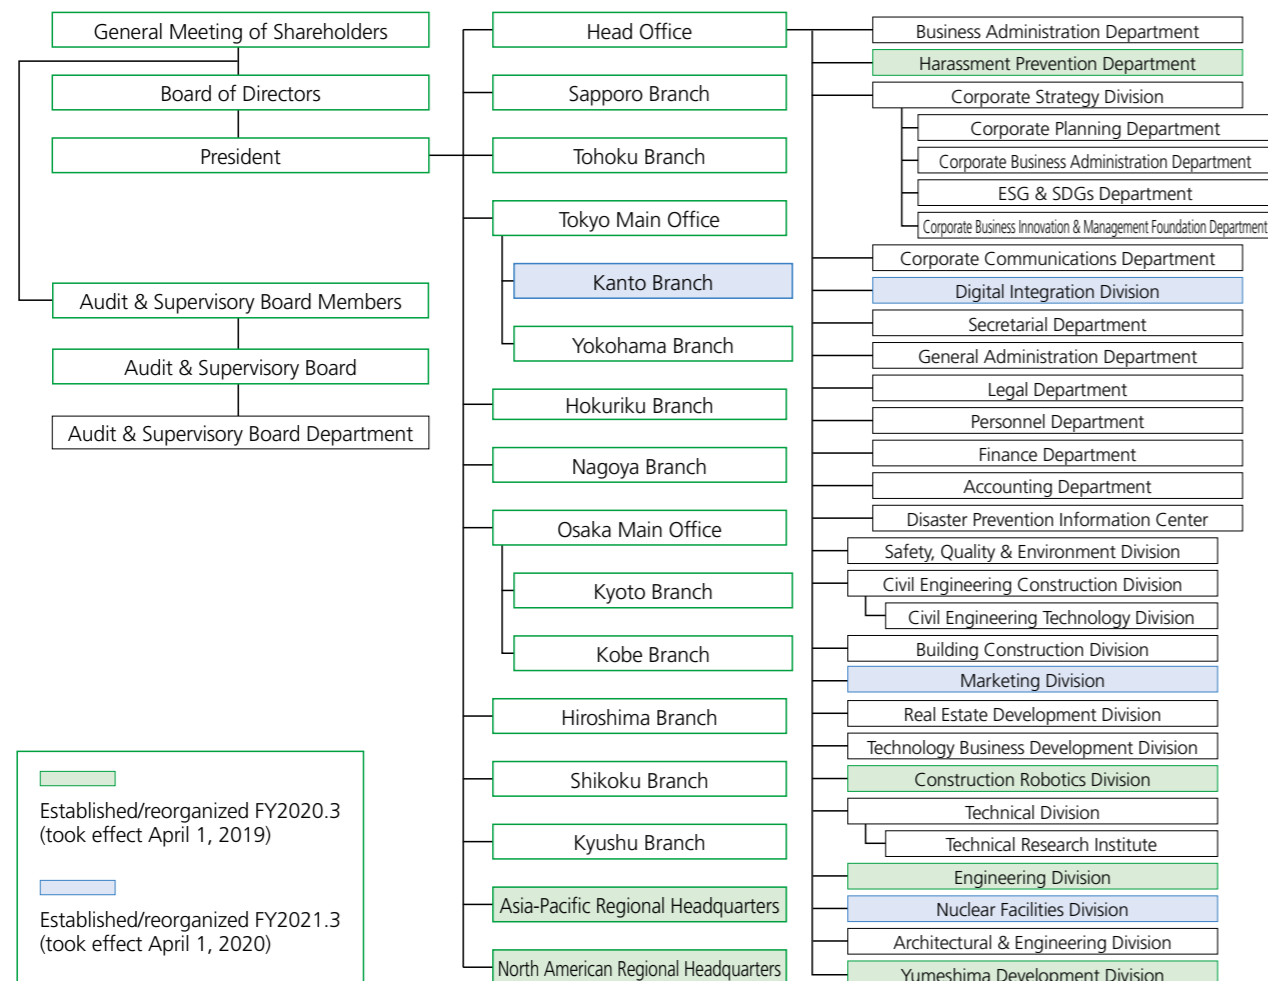 General Meeting of Shareholders
Board of Directors
President
Audit & Supervisory Board Members
Audit & Supervisory Board
Audit & Supervisory Board Department
Established/reorganized FY2020.3
(took effect April 1, 2019)
Established/reorganized FY2021.3
(took effect April 1, 2020)
Head Office
Sapporo Branch
Tohoku Branch
Tokyo Main Office
Kanto Branch
Yokohama Branch
Hokuriku Branch
Nagoya Branch
Osaka Main Office
Kyoto Branch
Kobe Branch
Hiroshima Branch
Shikoku Branch
Kyushu Branch
Asia-Pacific Regional Headquarters
North American Regional Headquarters
Business Administration Department
Harassment Prevention Department
Corporate Strategy Division
Corporate Planning Department
Corporate Business Administration Department
ESG & SDGs Department
Corporate Business Innovation & Management Foundation Department
Corporate Communications Department
Digital Integration Division
Secretarial Department
General Administration Department
Legal Department
Personnel Department
Finance Department
Accounting Department
Disaster Prevention Information Center
Safety, Quality & Environment Division
Civil Engineering Construction Division
Civil Engineering Technology Division
Building Construction Division
Marketing Division
Real Estate Development Division
Technology Business Development Division
Construction Robotics Division
Technical Division
Technical Research Institute
Engineering Division
Nuclear Facilities Division
Architectural & Engineering Division
Yumeshima Development Division